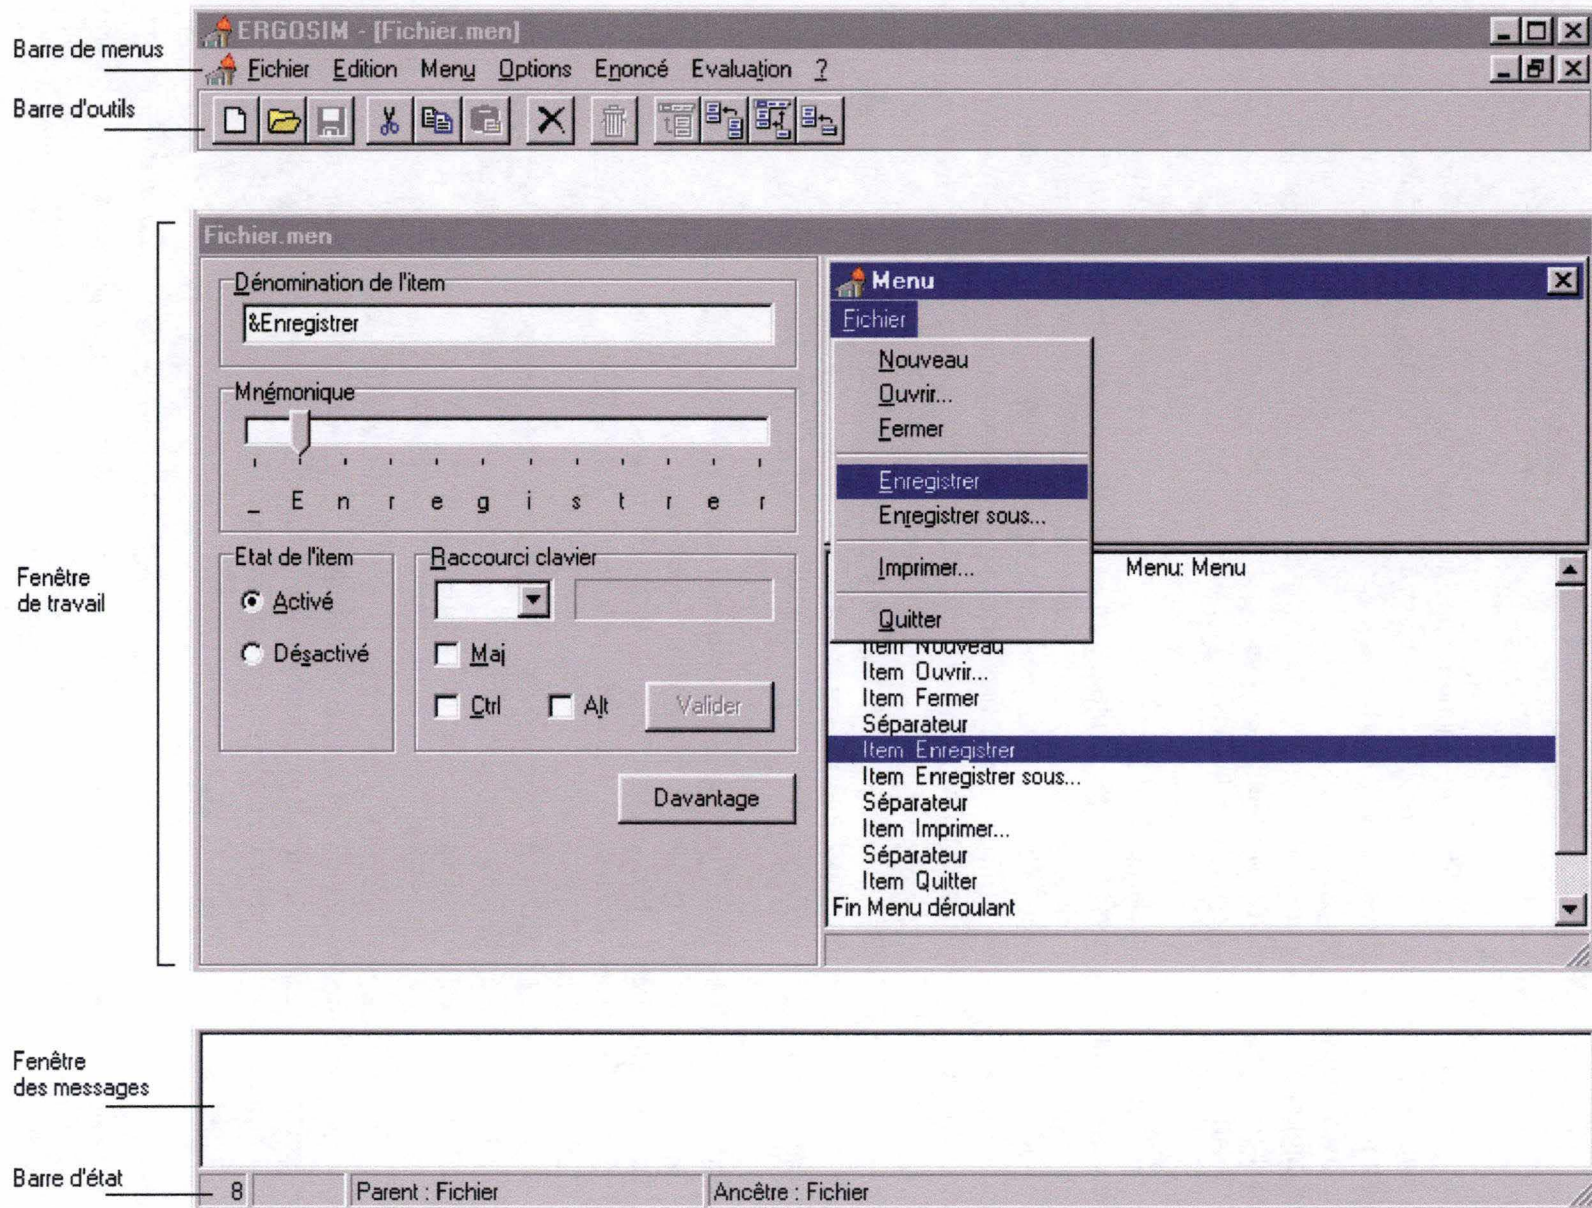 ERGOSIM - [Fichier.men]
Barre de menus
Fichier Edition Menu Options Enoncé Evaluation ?
Barre d'outils
Fichier.men
Dénomination de l'item
&Enregistrer
Mnémonique
_ E n r e g i s t r e r
Etat de l'item
Activé
Désactivé
Raccourci clavier
Maj
Ctrl
Alt
Valider
Davantage
Fenêtre
de travail
Menu
Fichier
Nouveau
Ouvrir...
Fermer
Enregistrer
Enregistrer sous...
Imprimer...
Quitter
Menu: Menu
Item Nouveau
Item Ouvrir...
Item Fermer
Séparateur
Item Enregistrer
Item Enregistrer sous...
Séparateur
Item Imprimer...
Séparateur
Item Quitter
Fin Menu déroulant
Fenêtre
des messages
Barre d'état
8
Parent : Fichier
Ancêtre : Fichier